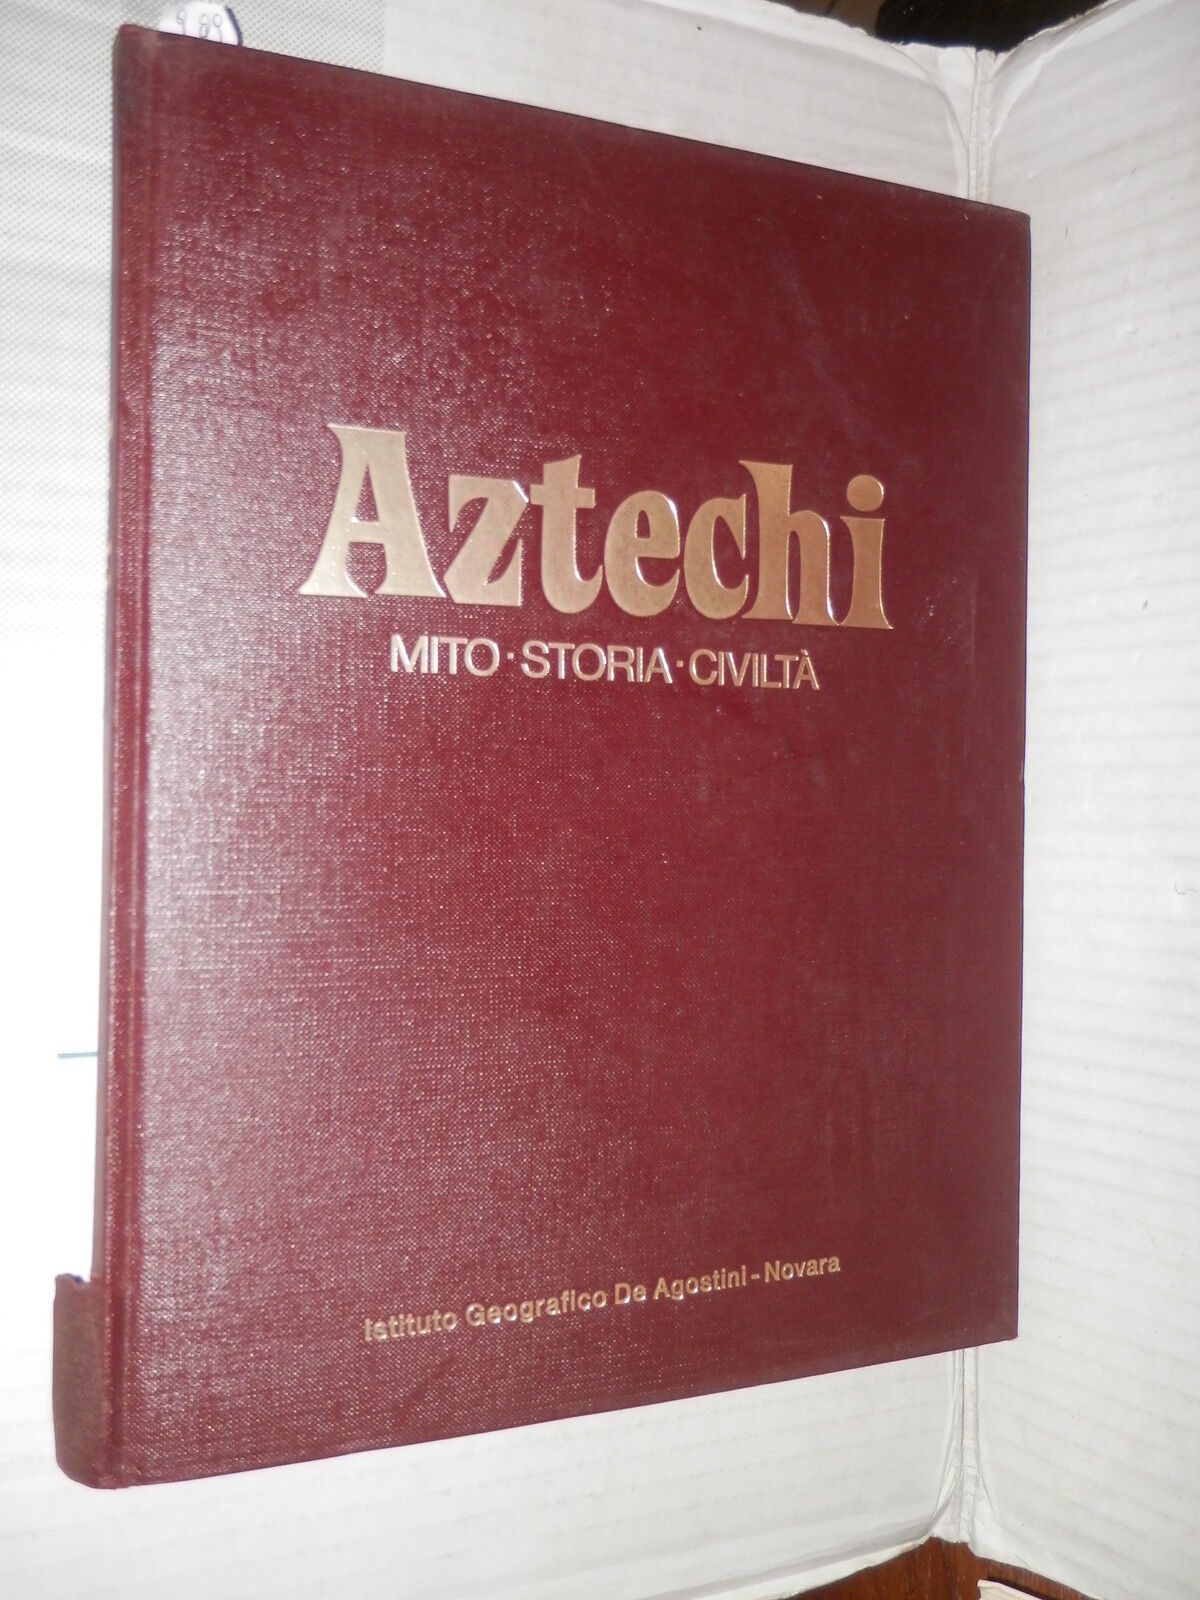 Aztechi
MITO · STORIA · CIVILTÀ
Istituto Geografico De Agostini - Novara